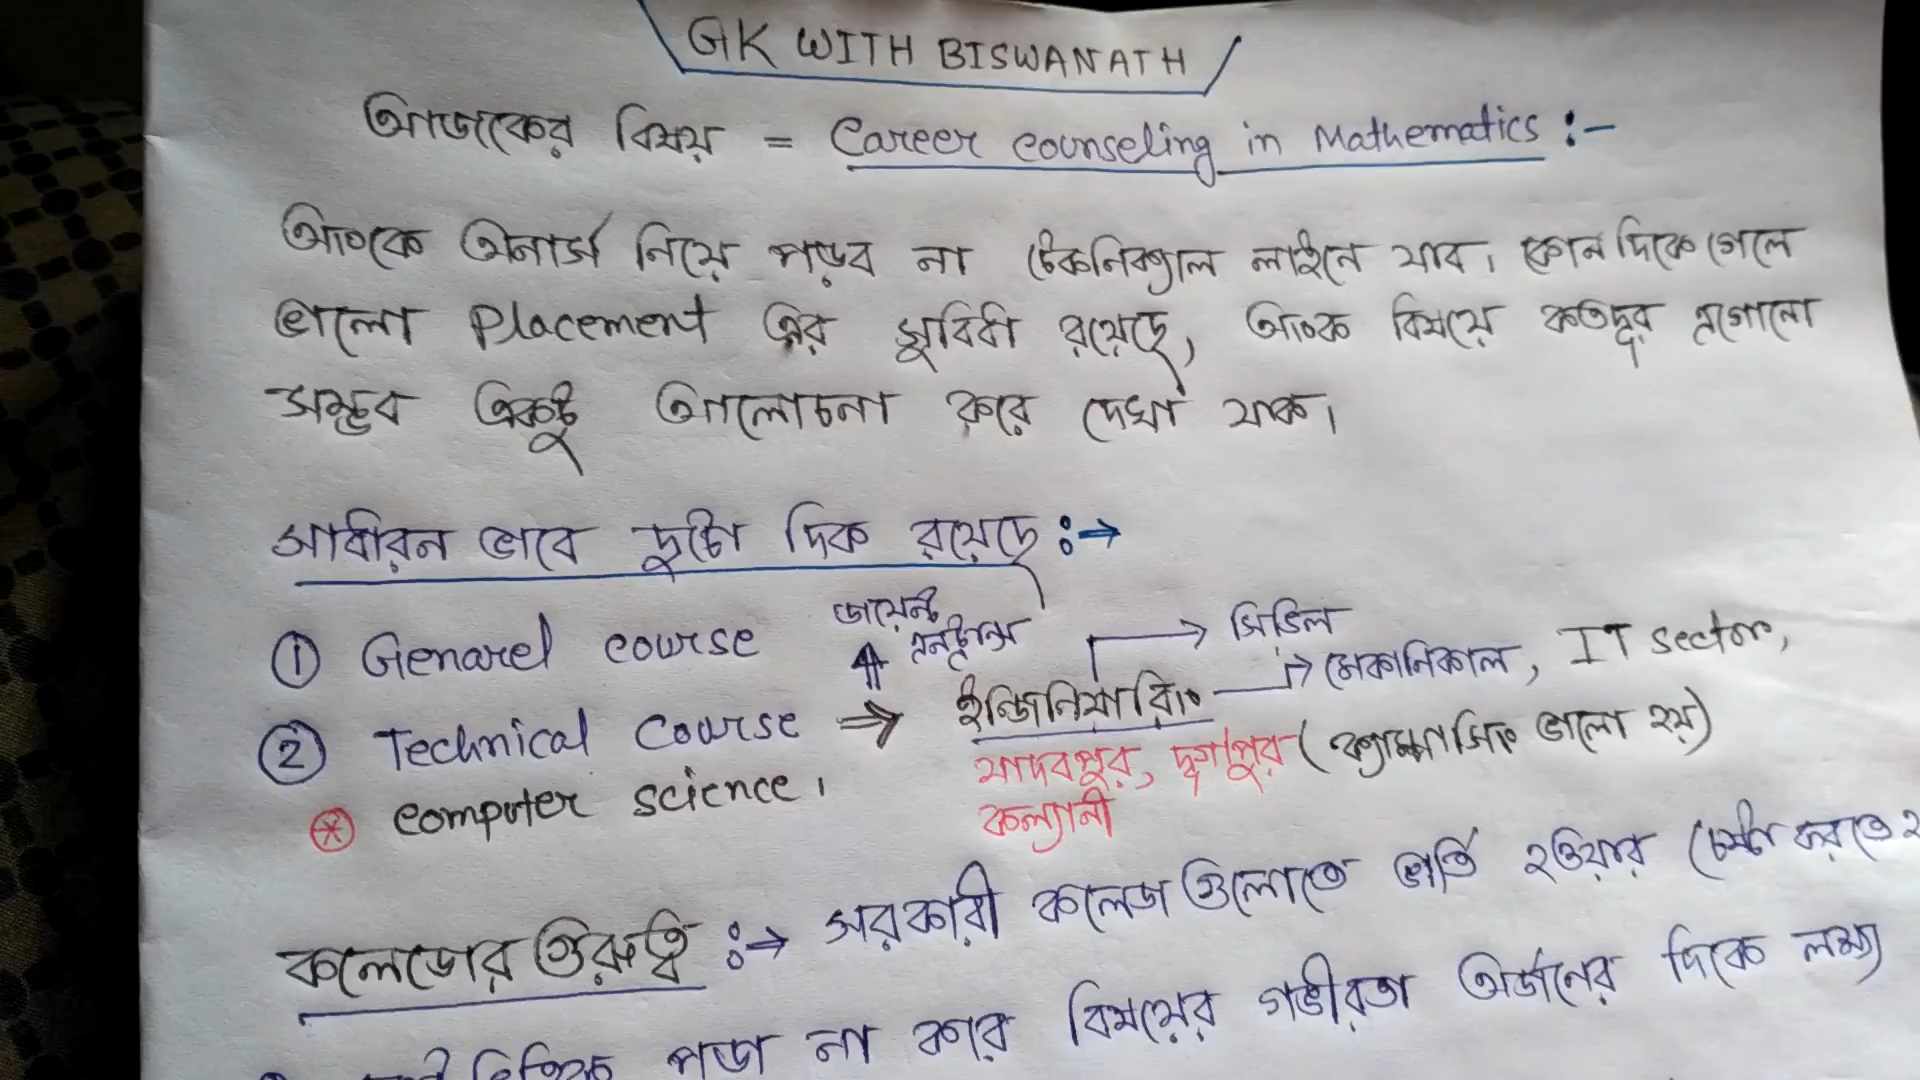 GK WITH BISWANATH
আজকের বিষয় = Career counseling in Mathematics :-
আংকে অনার্স নিয়ে পড়ব না টেকনিক্যাল লাইনে যাব। কোন দিকে গেলে
ভালো Placement এর সুবিধা রয়েছে, আংক বিষয়ে কতদূর এগোনো
সম্ভব একটু আলোচনা করে দেখা যাক।
সাধারন ভাবে দুটো দিক রয়েছে :→
① Genarel course
জয়েন্ট এনট্রান্স
② Technical course ⇒ ইন্জিনিয়ারিং → সিভিল
→ মেকানিকাল, IT sector,
* computer science।
যাদবপুর, দুর্গাপুর (ক্যাম্পাসিং ভালো হয়)
কল্যানী
কলেজের গুরুত্ব :→ সরকারী কলেজ গুলোতে ভর্তি হওয়ার চেষ্টা করতে
পড়া না করে বিষয়ের গভীরতা অর্জনের দিকে লক্ষ্য